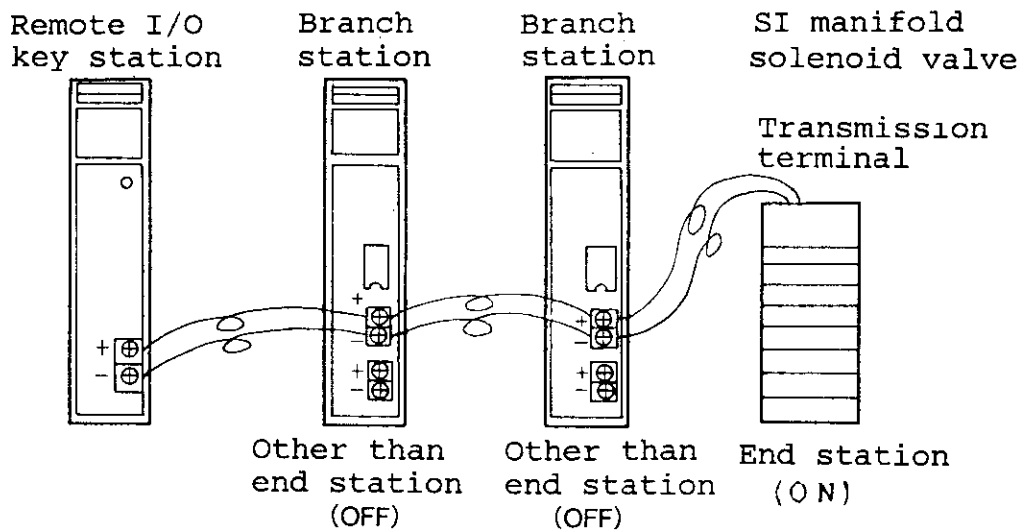 Remote I/O
key station
Branch
station
Branch
station
SI manifold
solenoid valve
Transmission
terminal
+
−
+
−
+
−
+
−
+
−
Other than
end station
(OFF)
Other than
end station
(OFF)
End station
(ON)